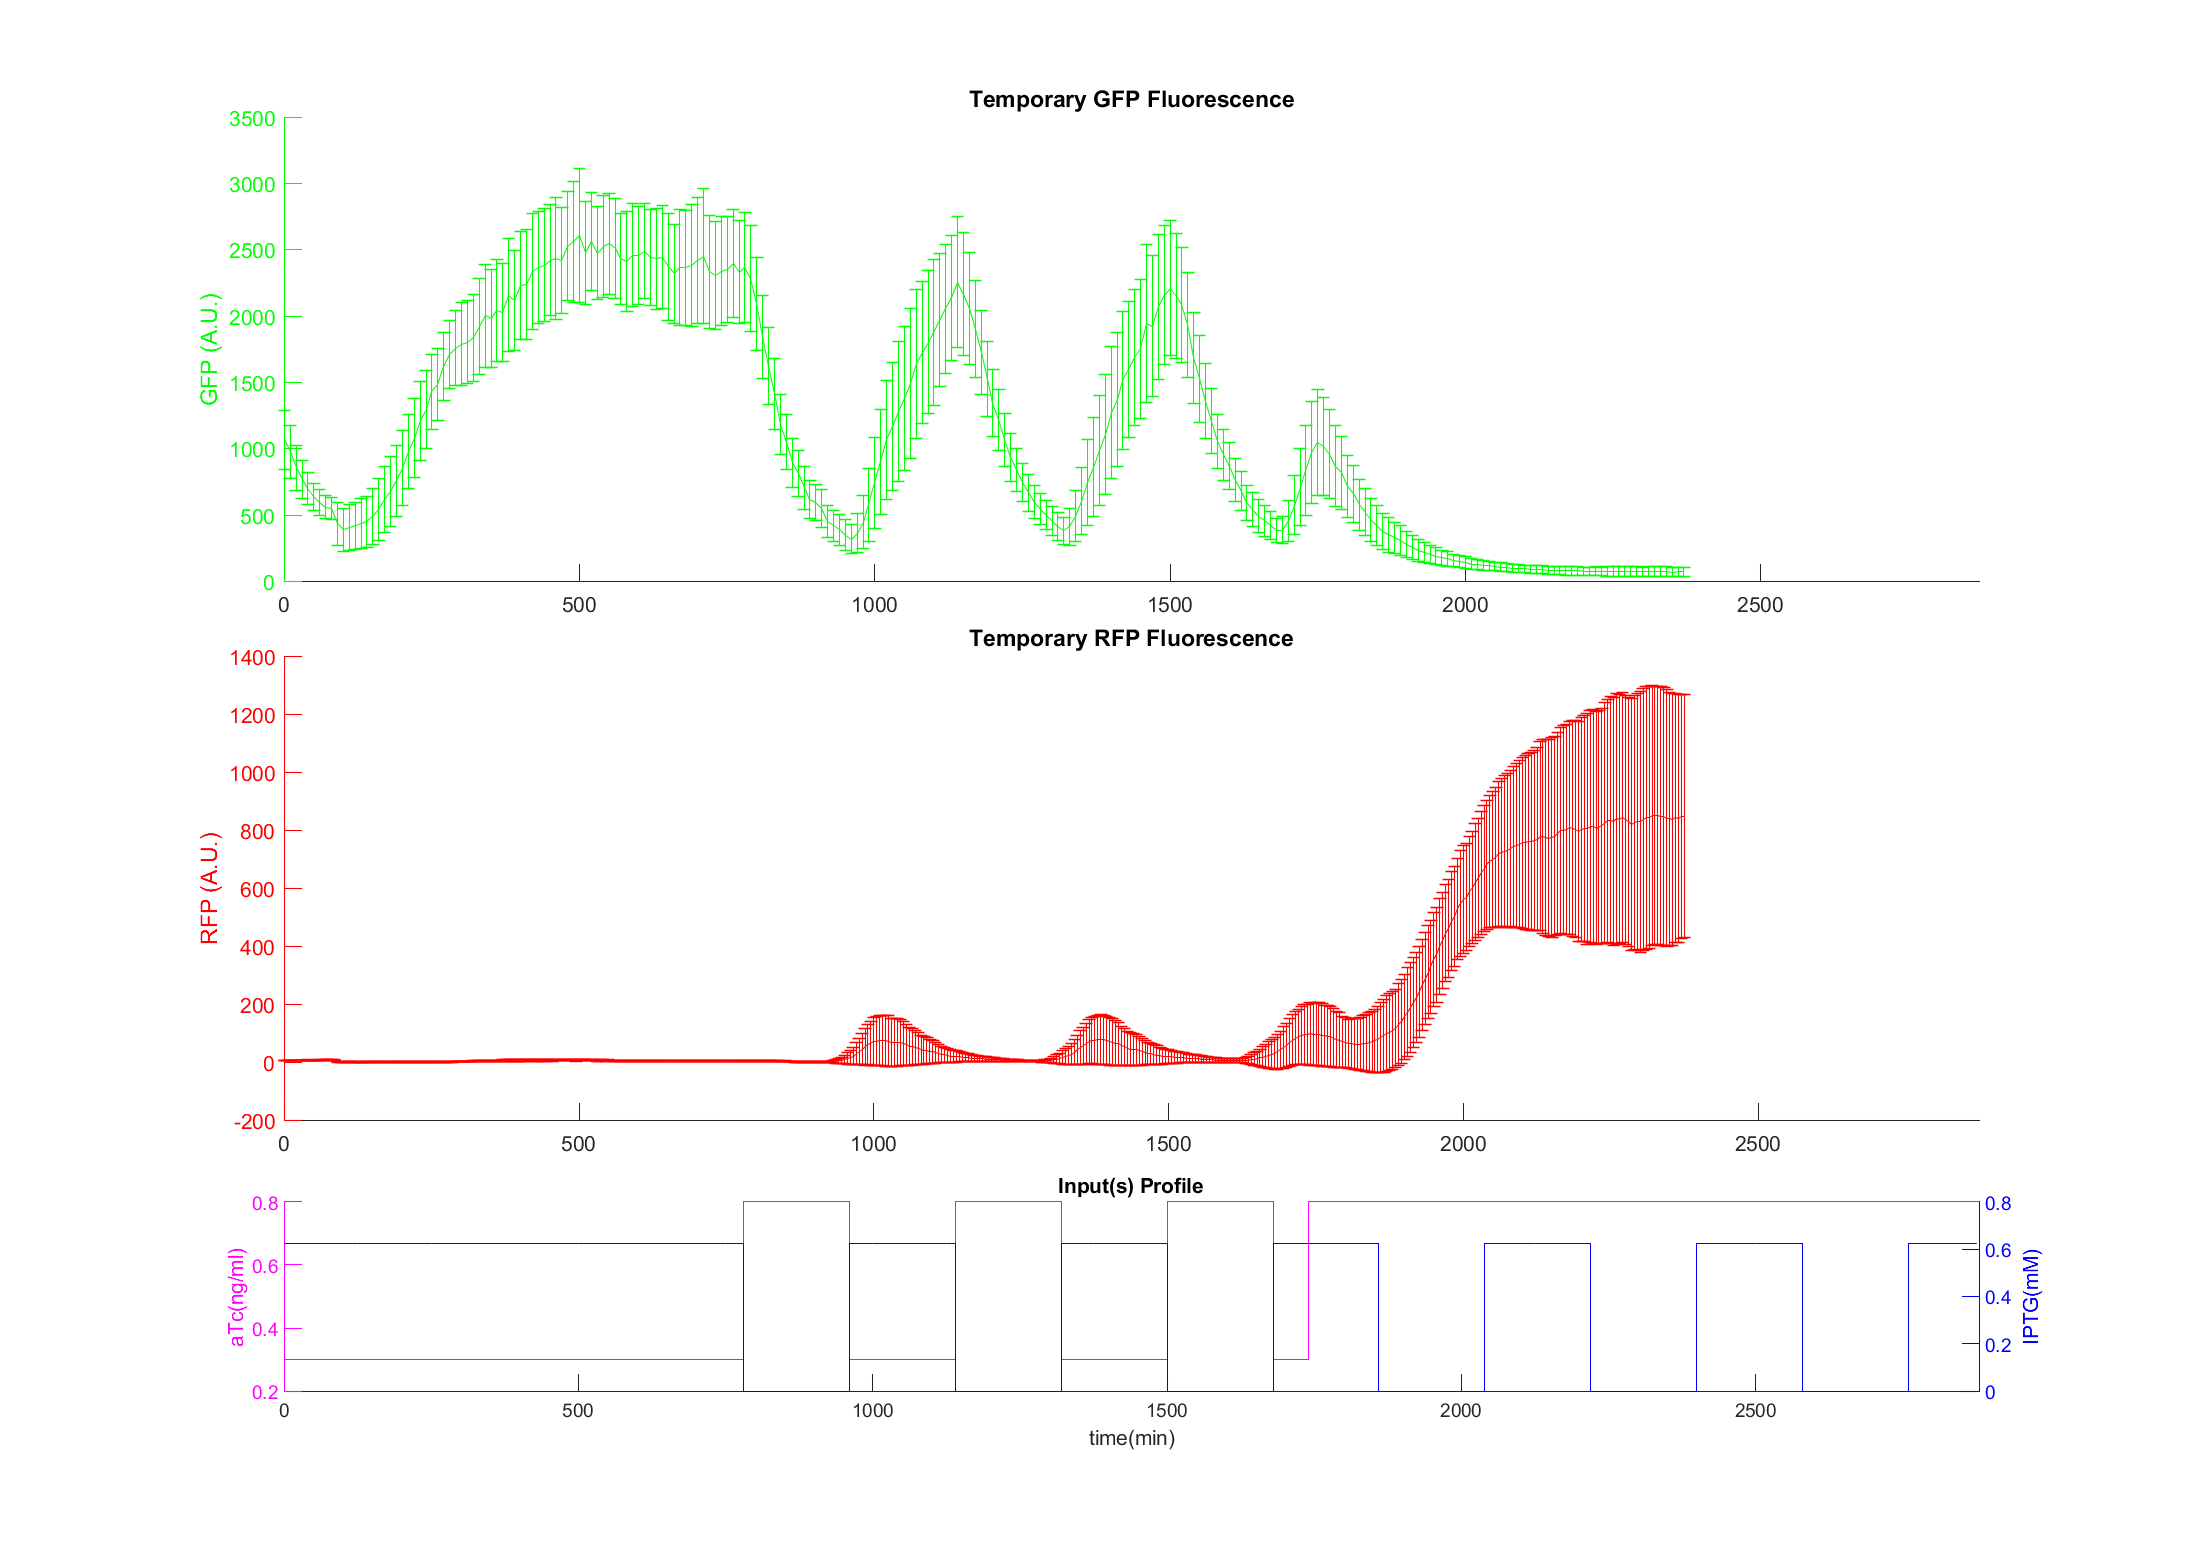 Temporary GFP Fluorescence
3500
3000
2500
2000
1500
1000
500
0
GFP (A.U.)
0 500 1000 1500 2000 2500
Temporary RFP Fluorescence
1400
1200
1000
800
600
400
200
0
-200
RFP (A.U.)
0 500 1000 1500 2000 2500
Input(s) Profile
0.8
0.6
0.4
0.2
aTc(ng/ml)
0.8
0.6
0.4
0.2
0
IPTG(mM)
0 500 1000 1500 2000 2500
time(min)